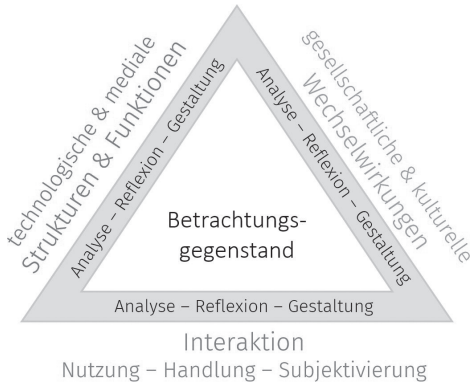 technologische & mediale
Strukturen & Funktionen
gesellschaftliche & kulturelle
Wechselwirkungen
Analyse – Reflexion – Gestaltung
Analyse – Reflexion – Gestaltung
Betrachtungs-
gegenstand
Analyse – Reflexion – Gestaltung
Interaktion
Nutzung – Handlung – Subjektivierung